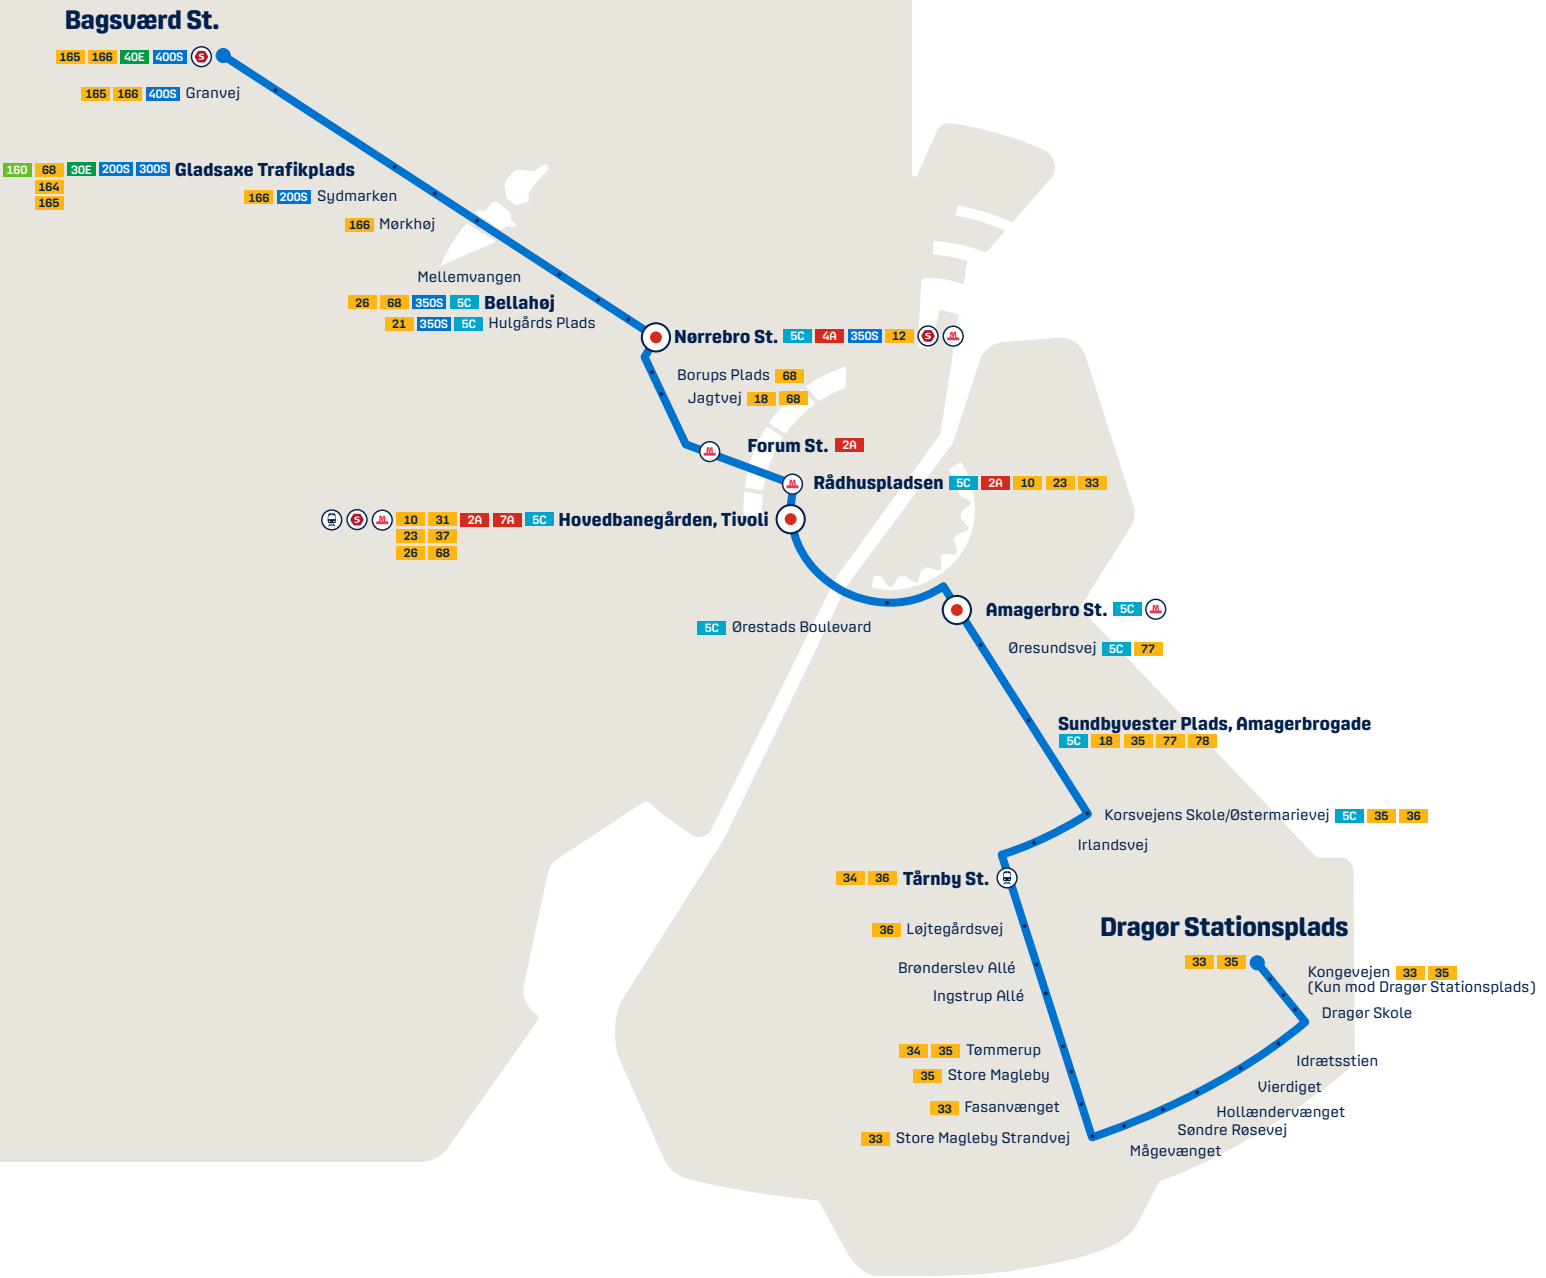 Bagsværd St.
165 166 40E 400S S
165 166 400S Granvej
160 68 30E 200S 300S Gladsaxe Trafikplads
164
165
166 200S Sydmarken
166 Mørkhøj
Mellemvangen
26 68 350S 5C Bellahøj
21 350S 5C Hulgårds Plads
Nørrebro St. 5C 4A 350S 12 S M
Borups Plads 68
Jagtvej 18 68
M Forum St. 2A
M Rådhuspladsen 5C 2A 10 23 33
S M 10 31 2A 7A 5C Hovedbanegården, Tivoli
23 37
26 68
Amagerbro St. 5C M
5C Ørestads Boulevard
Øresundsvej 5C 77
Sundbyvester Plads, Amagerbrogade
5C 18 35 77 78
Korsvejens Skole/Østermarievej 5C 35 36
Irlandsvej
34 36 Tårnby St.
36 Løjtegårdsvej
Brønderslev Allé
Ingstrup Allé
34 35 Tømmerup
35 Store Magleby
33 Fasanvænget
33 Store Magleby Strandvej
Mågevænget
Søndre Røsevej
Hollændervænget
Vierdiget
Idrætsstien
Dragør Skole
Kongevejen 33 35
(Kun mod Dragør Stationsplads)
Dragør Stationsplads
33 35